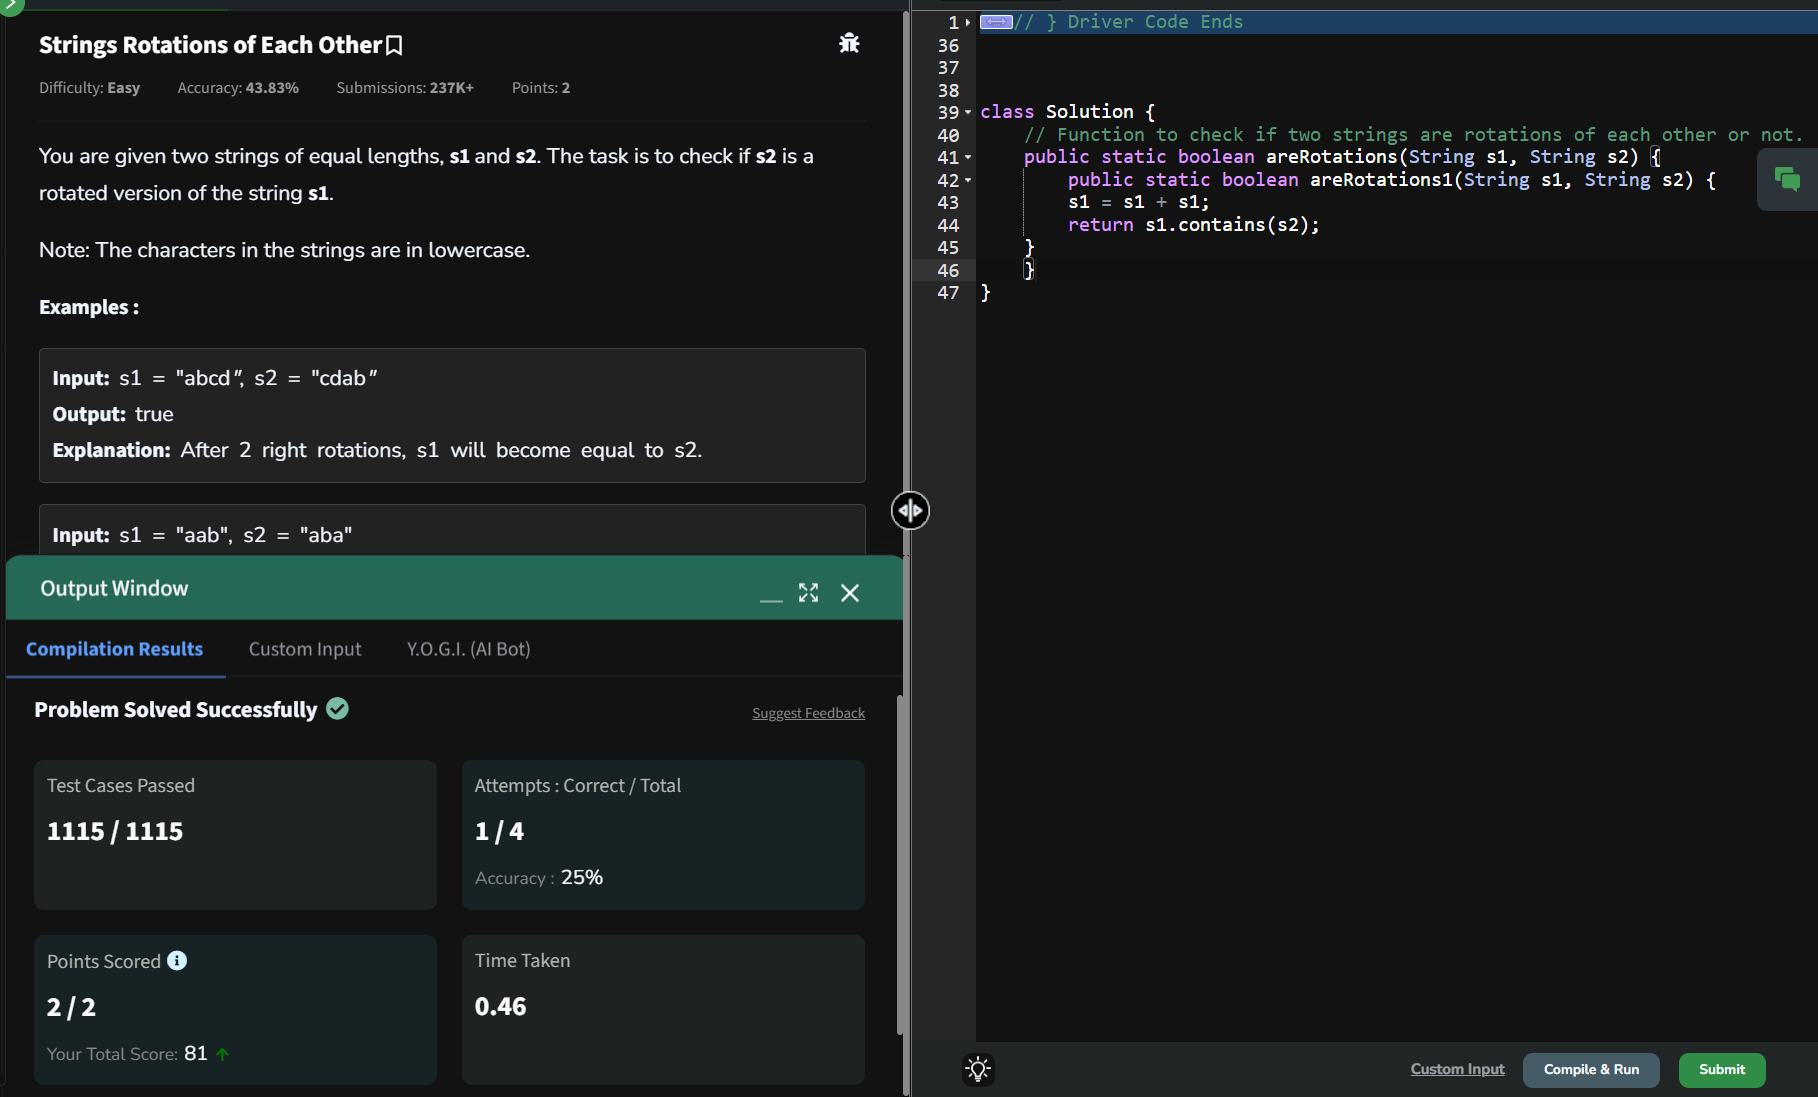 Strings Rotations of Each Other
Difficulty: Easy Accuracy: 43.83% Submissions: 237K+ Points: 2
You are given two strings of equal lengths, s1 and s2. The task is to check if s2 is a
rotated version of the string s1.
Note: The characters in the strings are in lowercase.
Examples :
Input: s1 = "abcd", s2 = "cdab"
Output: true
Explanation: After 2 right rotations, s1 will become equal to s2.
Input: s1 = "aab", s2 = "aba"
Output Window
Compilation Results Custom Input Y.O.G.I. (AI Bot)
Problem Solved Successfully
Suggest Feedback
Test Cases Passed
1115 / 1115
Attempts : Correct / Total
1 / 4
Accuracy : 25%
Points Scored
2 / 2
Your Total Score: 81
Time Taken
0.46
1 // } Driver Code Ends
36
37
38
39 class Solution {
40 // Function to check if two strings are rotations of each other or not.
41 public static boolean areRotations(String s1, String s2) {
42 public static boolean areRotations1(String s1, String s2) {
43 s1 = s1 + s1;
44 return s1.contains(s2);
45 }
46 }
47 }
Custom Input Compile & Run Submit